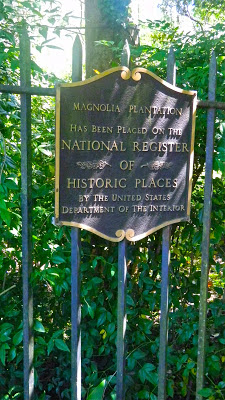 MAGNOLIA PLANTATION
HAS BEEN PLACED ON THE
NATIONAL REGISTER
OF
HISTORIC PLACES
BY THE UNITED STATES
DEPARTMENT OF THE INTERIOR